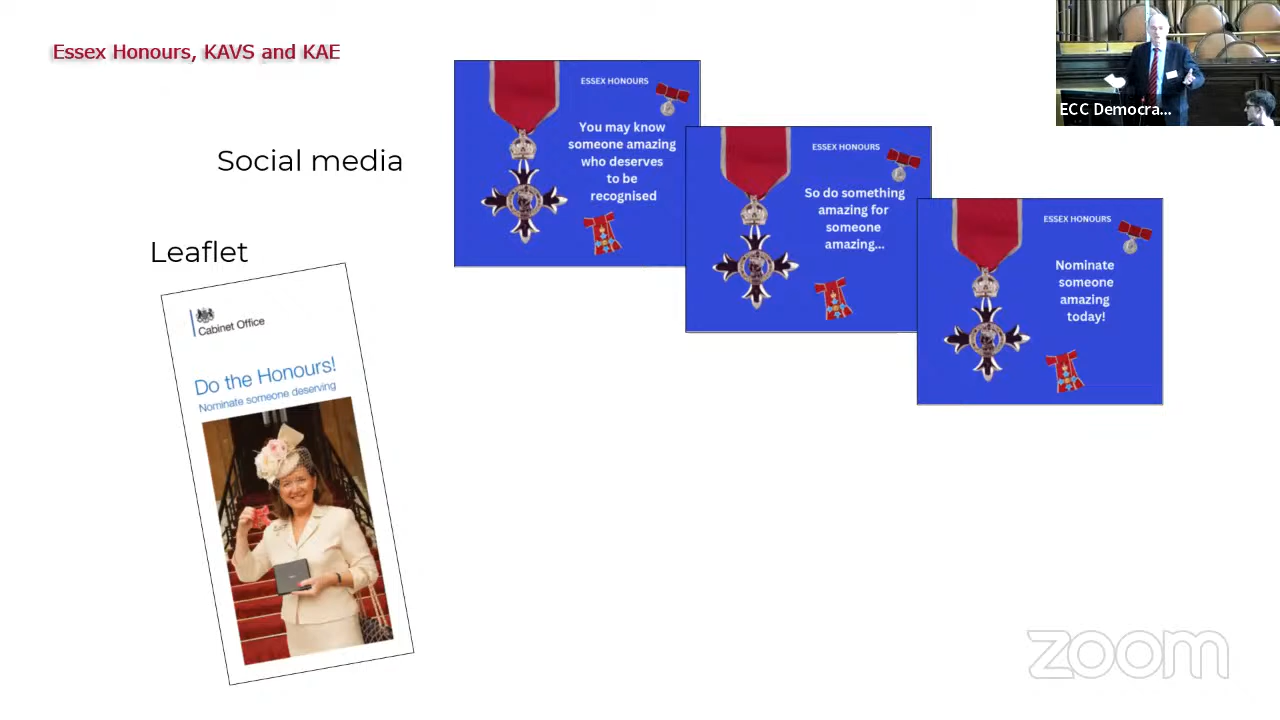 Essex Honours, KAVS and KAE
ECC Democra...
Social media
ESSEX HONOURS
You may know
someone amazing
who deserves
to be
recognised
ESSEX HONOURS
So do something
amazing for
someone
amazing...
ESSEX HONOURS
Nominate
someone
amazing
today!
Leaflet
Cabinet Office
Do the Honours!
Nominate someone deserving
zoom